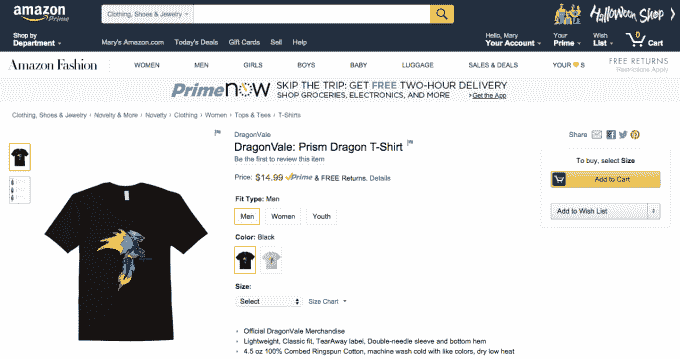 amazon
Prime
Clothing, Shoes & Jewelry
Halloween Shop
Shop by
Department
Mary's Amazon.com
Today's Deals
Gift Cards
Sell
Help
Hello, Mary
Your Account
Your
Prime
Wish
List
0
Cart
Amazon Fashion
WOMEN
MEN
GIRLS
BOYS
BABY
LUGGAGE
SALES & DEALS
YOUR ♥ S
FREE RETURNS
Restrictions Apply
Prime now
SKIP THE TRIP: GET FREE TWO-HOUR DELIVERY
SHOP GROCERIES, ELECTRONICS, AND MORE
Get the App
Clothing, Shoes & Jewelry › Novelty & More › Novelty › Clothing › Women › Tops & Tees › T-Shirts
DragonVale
DragonVale: Prism Dragon T-Shirt
Be the first to review this item
Price: $14.99 Prime & FREE Returns. Details
Fit Type: Men
Men
Women
Youth
Color: Black
Size:
Select
Size Chart
Official DragonVale Merchandise
Lightweight, Classic fit, TearAway label, Double-needle sleeve and bottom hem
4.5 oz 100% Combed Ringspun Cotton, machine wash cold with like colors, dry low heat
Share
To buy, select Size
Add to Cart
Add to Wish List